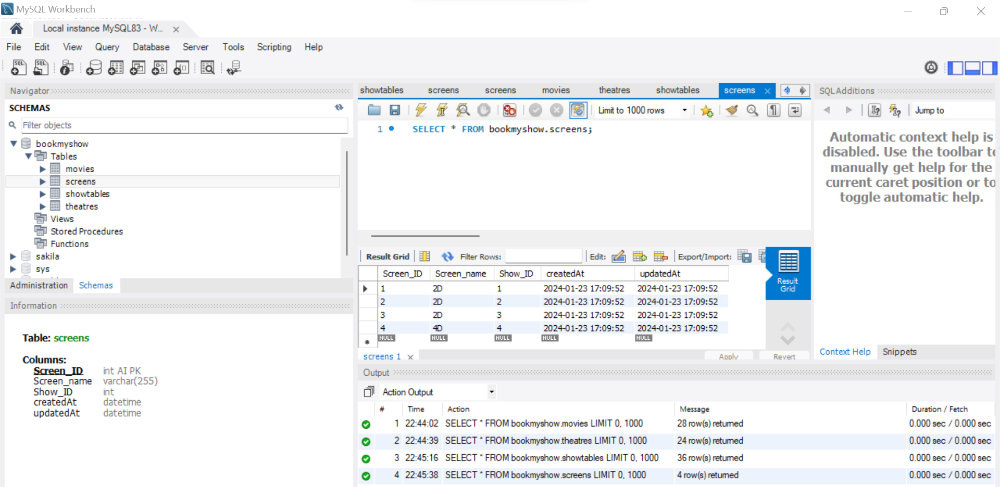 MySQL Workbench
Local instance MySQL83 - W...
File Edit View Query Database Server Tools Scripting Help
Navigator
SCHEMAS
Filter objects
bookmyshow
Tables
movies
screens
showtables
theatres
Views
Stored Procedures
Functions
sakila
sys
Administration Schemas
Information
Table: screens
Columns:
Screen_ID int AI PK
Screen_name varchar(255)
Show_ID int
createdAt datetime
updatedAt datetime
showtables screens screens movies theatres showtables screens
Limit to 1000 rows
1 SELECT * FROM bookmyshow.screens;
Result Grid Filter Rows: Edit: Export/Import:
Screen_ID Screen_name Show_ID createdAt updatedAt
1 2D 1 2024-01-23 17:09:52 2024-01-23 17:09:52
2 2D 2 2024-01-23 17:09:52 2024-01-23 17:09:52
3 2D 3 2024-01-23 17:09:52 2024-01-23 17:09:52
4 4D 4 2024-01-23 17:09:52 2024-01-23 17:09:52
NULL NULL NULL NULL NULL
Result
Grid
screens 1 Apply Revert
SQLAdditions
Jump to
Automatic context help is
disabled. Use the toolbar to
manually get help for the
current caret position or to
toggle automatic help.
Context Help Snippets
Output
Action Output
# Time Action Message Duration / Fetch
1 22:44:02 SELECT * FROM bookmyshow.movies LIMIT 0, 1000 28 row(s) returned 0.000 sec / 0.000 sec
2 22:44:39 SELECT * FROM bookmyshow.theatres LIMIT 0, 1000 24 row(s) returned 0.000 sec / 0.000 sec
3 22:45:16 SELECT * FROM bookmyshow.showtables LIMIT 0, 1000 36 row(s) returned 0.000 sec / 0.000 sec
4 22:45:38 SELECT * FROM bookmyshow.screens LIMIT 0, 1000 4 row(s) returned 0.000 sec / 0.000 sec